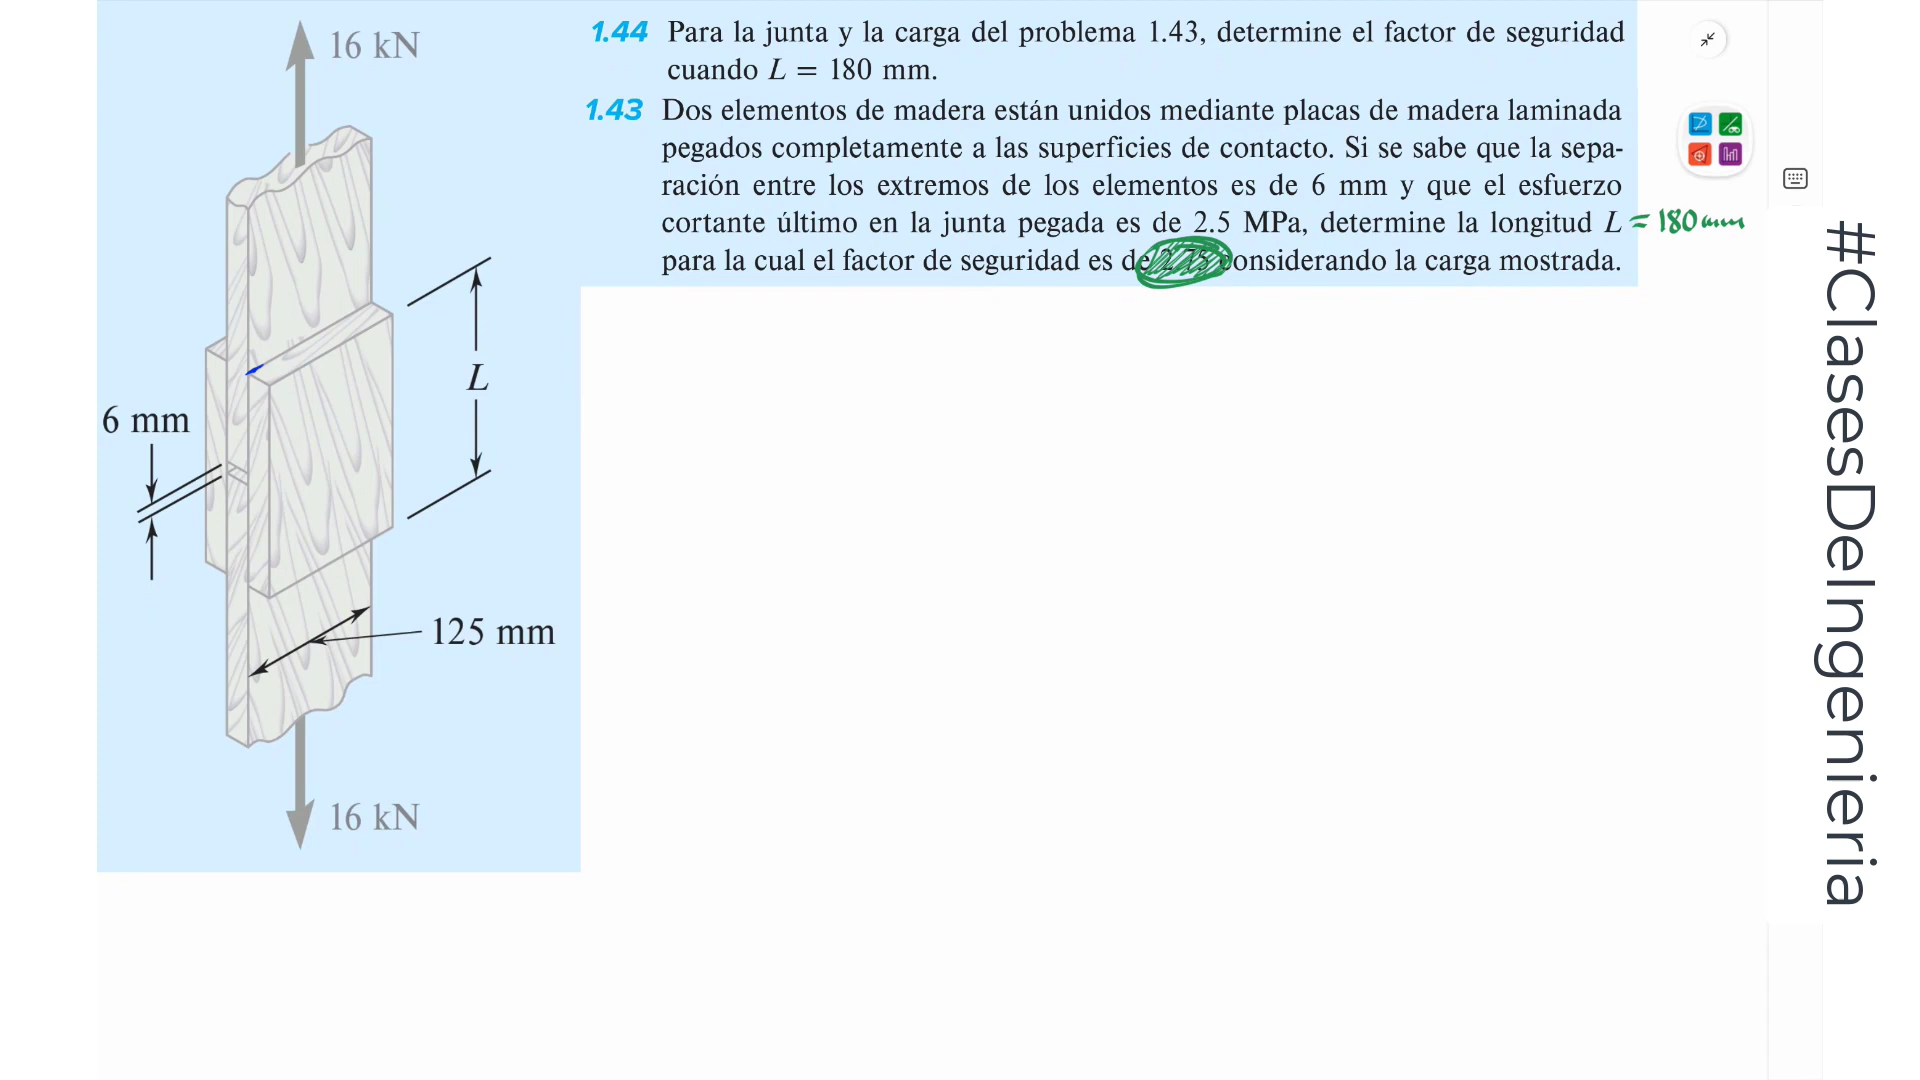 16 kN
1.44 Para la junta y la carga del problema 1.43, determine el factor de seguridad
cuando L = 180 mm.
1.43 Dos elementos de madera están unidos mediante placas de madera laminada
pegados completamente a las superficies de contacto. Si se sabe que la sepa-
ración entre los extremos de los elementos es de 6 mm y que el esfuerzo
cortante último en la junta pegada es de 2.5 MPa, determine la longitud L = 180 mm
para la cual el factor de seguridad es de considerando la carga mostrada.
L
6 mm
125 mm
16 kN
#ClasesDeIngenieria